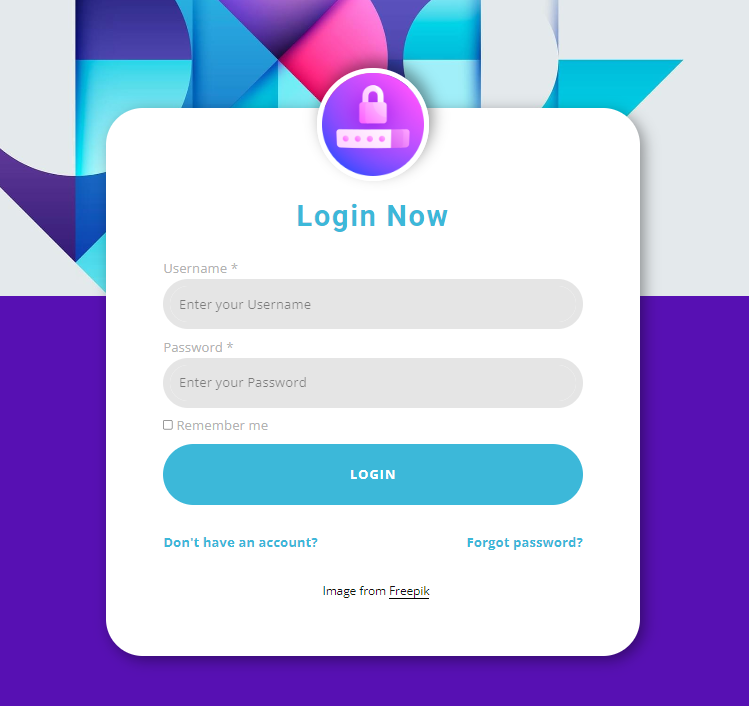 Login Now
Username *
Enter your Username
Password *
Enter your Password
Remember me
LOGIN
Don't have an account? Forgot password?
Image from Freepik